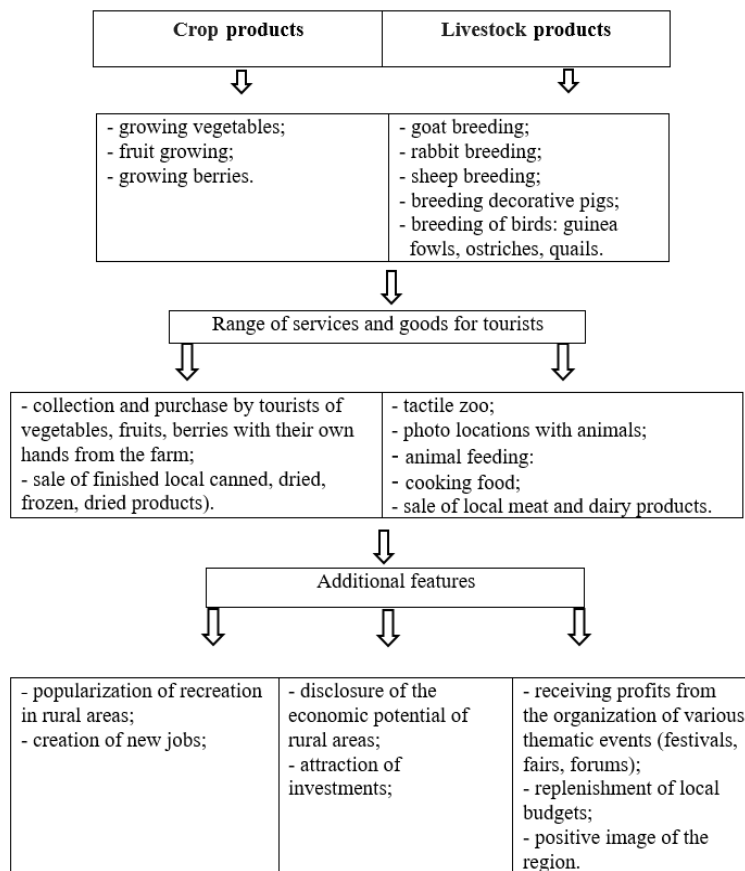 Crop products
Livestock products
- growing vegetables;
- fruit growing;
- growing berries.
- goat breeding;
- rabbit breeding;
- sheep breeding;
- breeding decorative pigs;
- breeding of birds: guinea
fowls, ostriches, quails.
Range of services and goods for tourists
- collection and purchase by tourists of
vegetables, fruits, berries with their own
hands from the farm;
- sale of finished local canned, dried,
frozen, dried products).
- tactile zoo;
- photo locations with animals;
- animal feeding:
- cooking food;
- sale of local meat and dairy products.
Additional features
- popularization of recreation
in rural areas;
- creation of new jobs;
- disclosure of the
economic potential of
rural areas;
- attraction of
investments;
- receiving profits from
the organization of various
thematic events (festivals,
fairs, forums);
- replenishment of local
budgets;
- positive image of the
region.